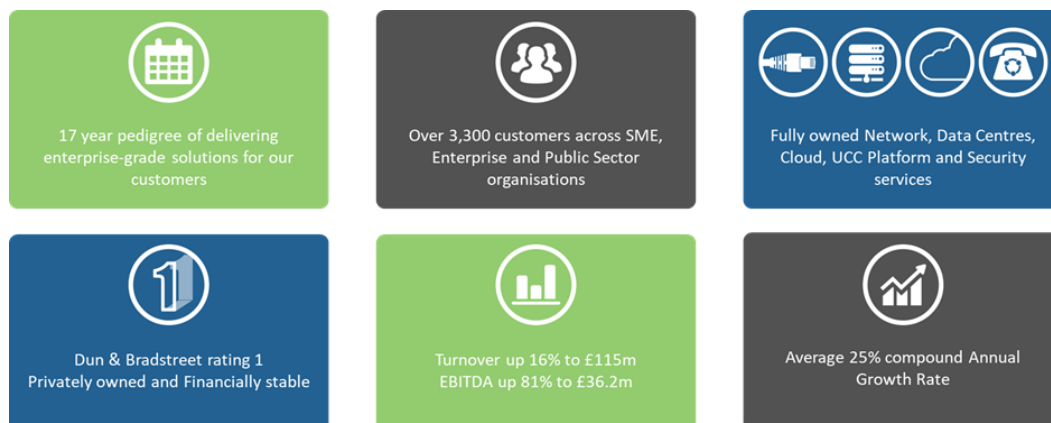 17 year pedigree of delivering
enterprise-grade solutions for our
customers
Over 3,300 customers across SME,
Enterprise and Public Sector
organisations
Fully owned Network, Data Centres,
Cloud, UCC Platform and Security
services
1
Dun & Bradstreet rating 1
Privately owned and Financially stable
Turnover up 16% to £115m
EBITDA up 81% to £36.2m
Average 25% compound Annual
Growth Rate